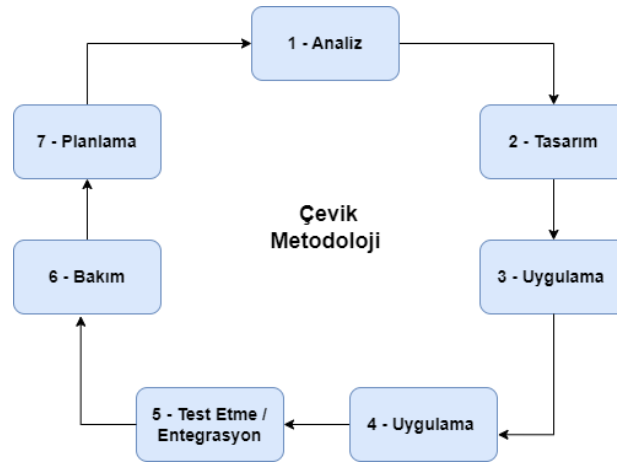 1 - Analiz
7 - Planlama
2 - Tasarım
Çevik
Metodoloji
6 - Bakım
3 - Uygulama
5 - Test Etme /
Entegrasyon
4 - Uygulama